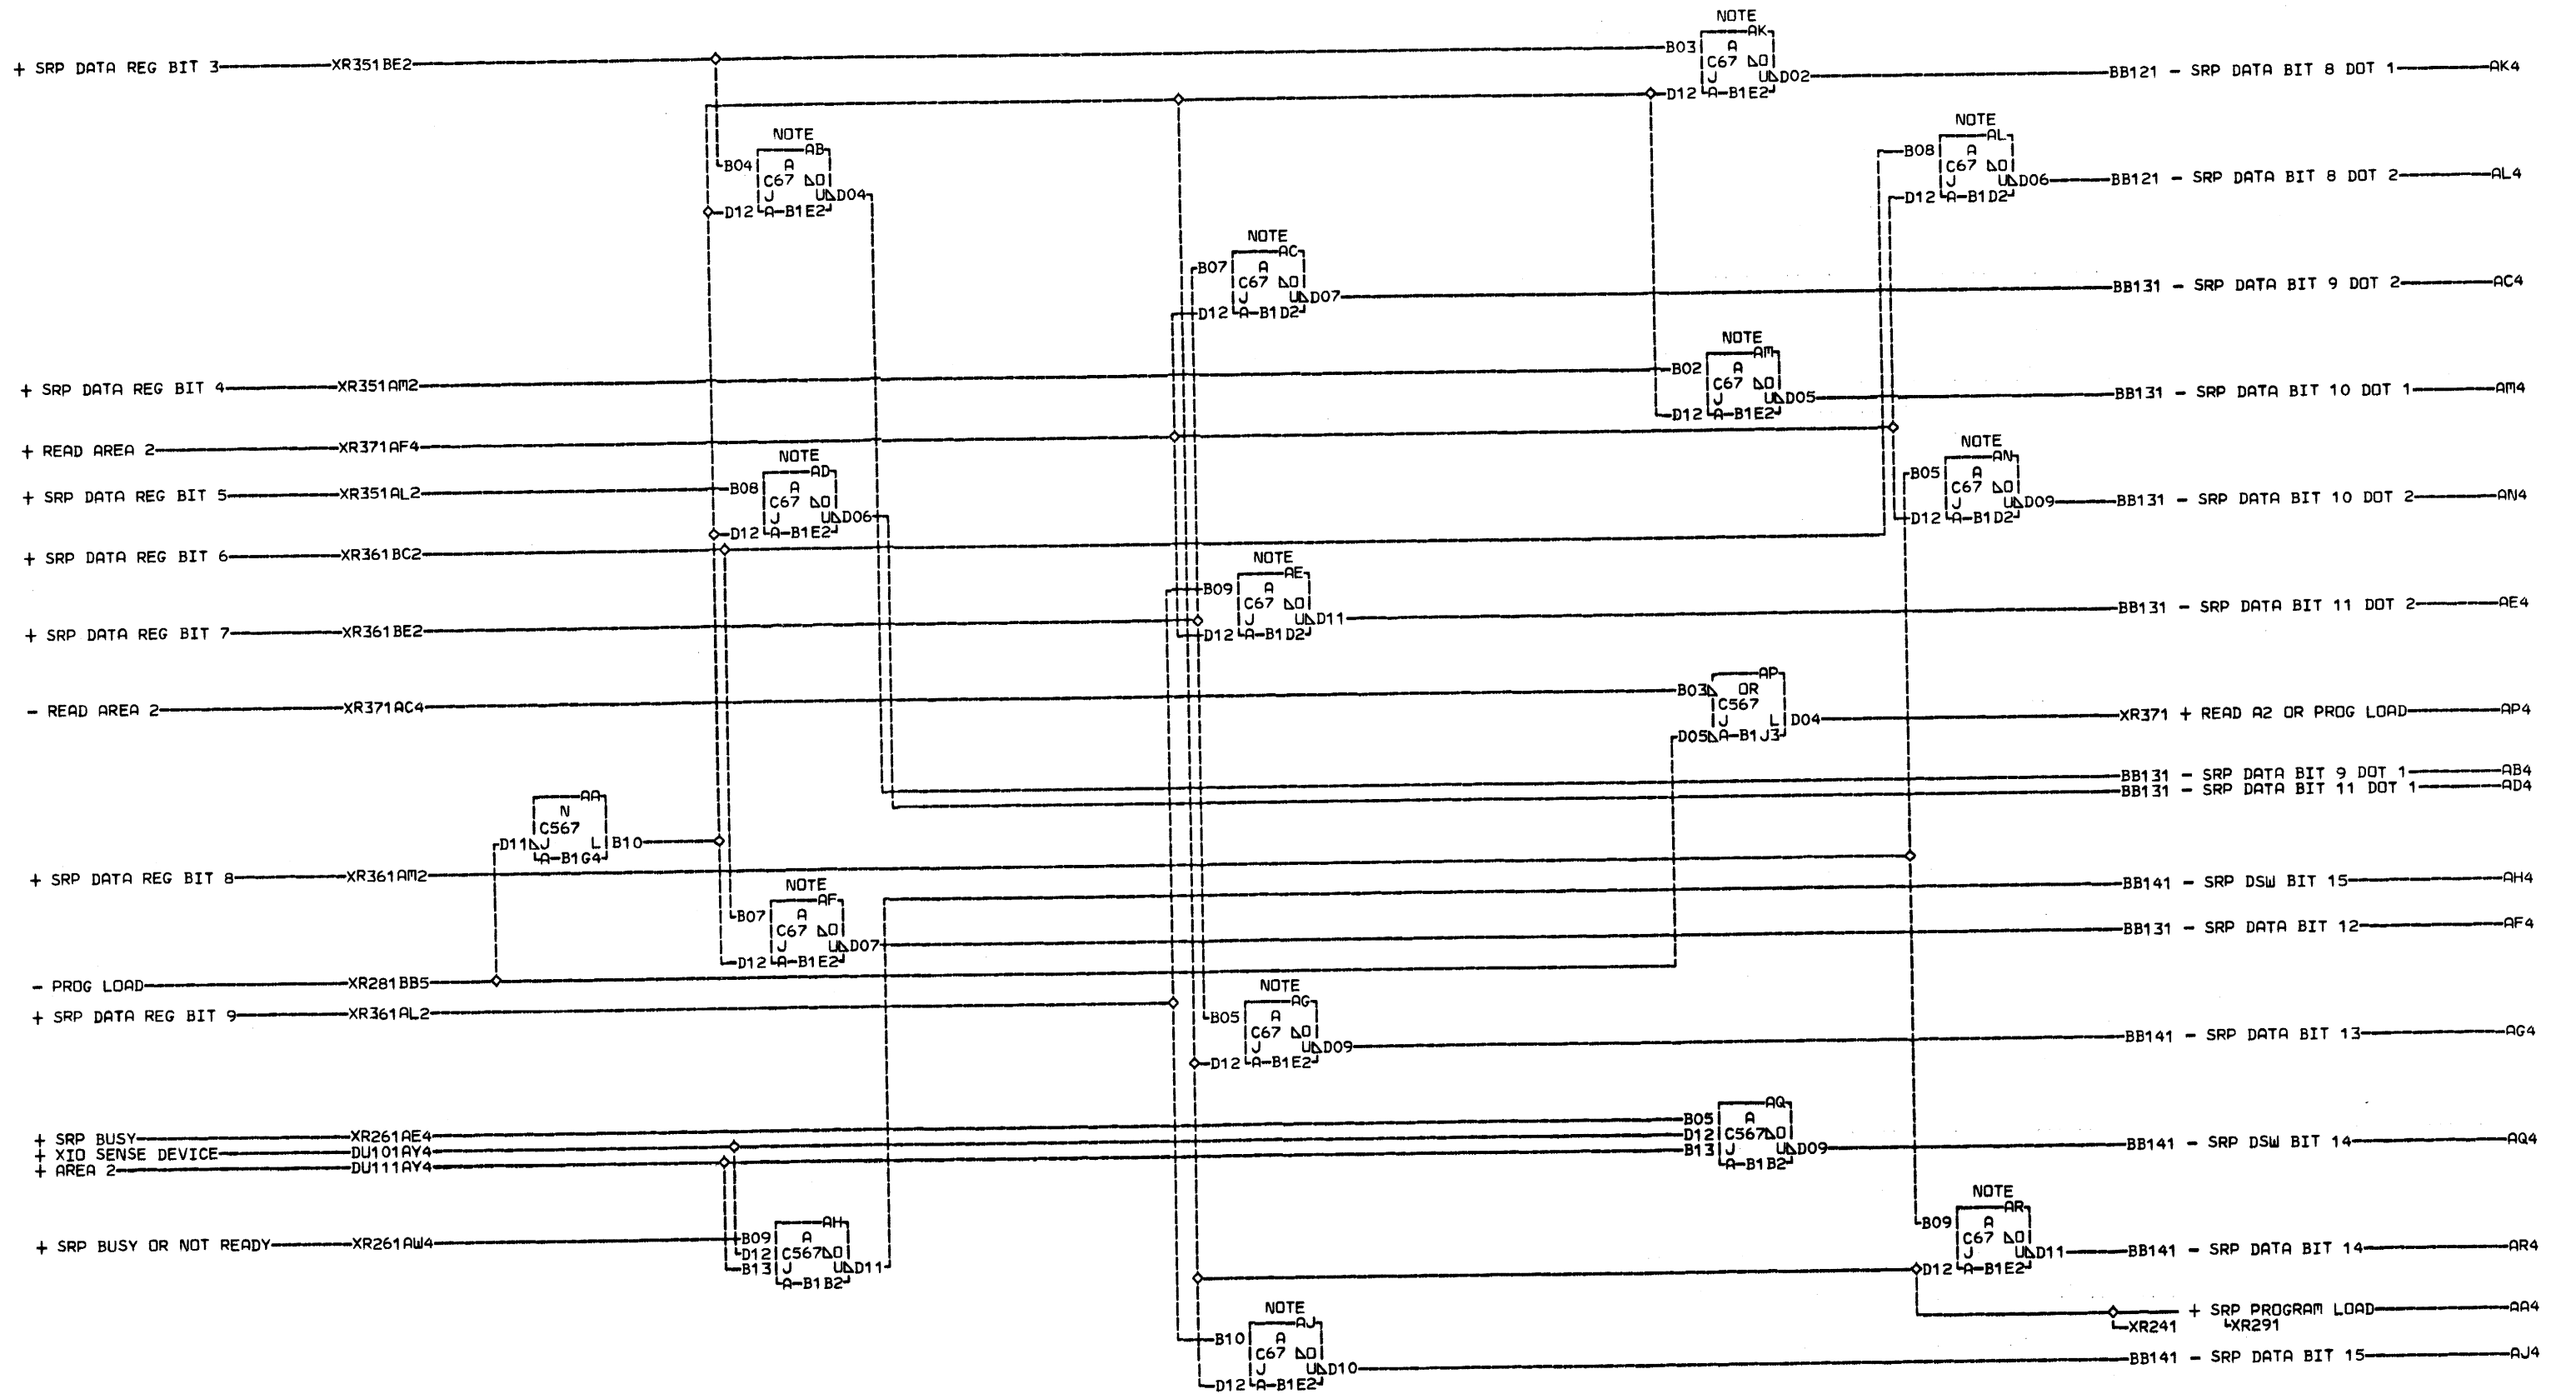 NOTE
AK
+ SRP DATA REG BIT 3 XR351BE2 B03 A
C67 O
J U D02 BB121 - SRP DATA BIT 8 DOT 1 AK4
D12 A-B1E2
NOTE
AB
B04 A
C67 O
J U D04
D12 A-B1E2
NOTE
AL
B08 A
C67 O
J U D06 BB121 - SRP DATA BIT 8 DOT 2 AL4
D12 A-B1D2
NOTE
AC
B07 A
C67 O
J U D07 BB131 - SRP DATA BIT 9 DOT 2 AC4
D12 A-B1D2
NOTE
AM
+ SRP DATA REG BIT 4 XR351AM2 B02 A
C67 O
J U D05 BB131 - SRP DATA BIT 10 DOT 1 AM4
D12 A-B1E2
+ READ AREA 2 XR371AF4
NOTE
AD
+ SRP DATA REG BIT 5 XR351AL2 B08 A
C67 O
J U D06
D12 A-B1E2
NOTE
AN
B05 A
C67 O
J U D09 BB131 - SRP DATA BIT 10 DOT 2 AN4
D12 A-B1D2
+ SRP DATA REG BIT 6 XR361BC2
NOTE
AE
B09 A
C67 O
J U D11 BB131 - SRP DATA BIT 11 DOT 2 AE4
D12 A-B1D2
+ SRP DATA REG BIT 7 XR361BE2
AP
- READ AREA 2 XR371AC4 B03 OR
C567
J L D04 XR371 + READ A2 OR PROG LOAD AP4
D05 A-B1J3
BB131 - SRP DATA BIT 9 DOT 1 AB4
BB131 - SRP DATA BIT 11 DOT 1 AD4
AA
N
C567
D11 J L B10
A-B1G4
+ SRP DATA REG BIT 8 XR361AM2
BB141 - SRP DSW BIT 15 AH4
NOTE
AF
B07 A
C67 O
J U D07 BB131 - SRP DATA BIT 12 AF4
D12 A-B1E2
- PROG LOAD XR281BB5
+ SRP DATA REG BIT 9 XR361AL2
NOTE
AG
B05 A
C67 O
J U D09 BB141 - SRP DATA BIT 13 AG4
D12 A-B1E2
AQ
+ SRP BUSY XR261AE4 B05 A
+ XIO SENSE DEVICE DU101AY4 D12 C567 O
+ AREA 2 DU111AY4 B13 J U D09 BB141 - SRP DSW BIT 14 AQ4
A-B1B2
AH
+ SRP BUSY OR NOT READY XR261AW4 B09 A
D12 C567 O
B13 J U D11
A-B1B2
NOTE
AR
B09 A
C67 O
J U D11 BB141 - SRP DATA BIT 14 AR4
D12 A-B1E2
+ SRP PROGRAM LOAD AA4
XR241 XR291
NOTE
AJ
B10 A
C67 O
J U D10 BB141 - SRP DATA BIT 15 AJ4
D12 A-B1E2